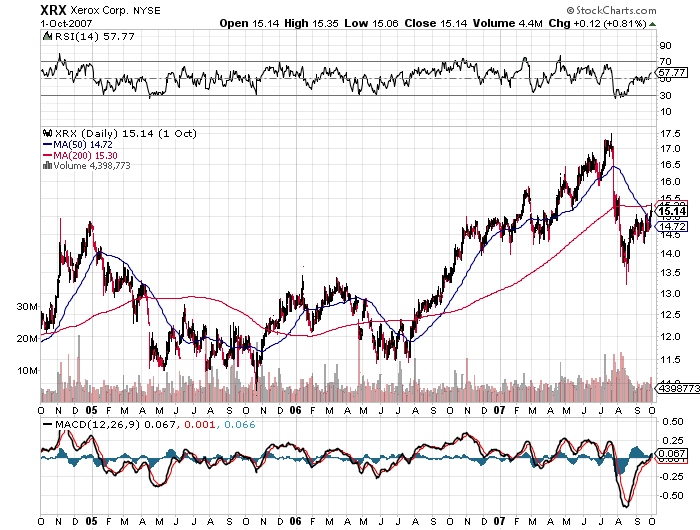 XRX Xerox Corp. NYSE © StockCharts.com
1-Oct-2007 Open 15.14 High 15.35 Low 15.06 Close 15.14 Volume 4.4M Chg +0.12 (+0.81%)
RSI(14) 57.77
90
70
57.77
30
10
XRX (Daily) 15.14 (1 Oct)
MA(50) 14.72
MA(200) 15.30
Volume 4,398,773
17.5
17.0
16.5
16.0
15.5
15.14
14.72
14.5
14.0
13.5
13.0
12.5
12.0
11.5
30M
20M
10M
4398773
O N D 05 F M A M J J A S O N D 06 F M A M J J A S O N D 07 F M A M J J A S O
MACD(12,26,9) 0.067, 0.001, 0.066
0.50
0.25
0.067
-0.25
-0.50
O N D 05 F M A M J J A S O N D 06 F M A M J J A S O N D 07 F M A M J J A S O